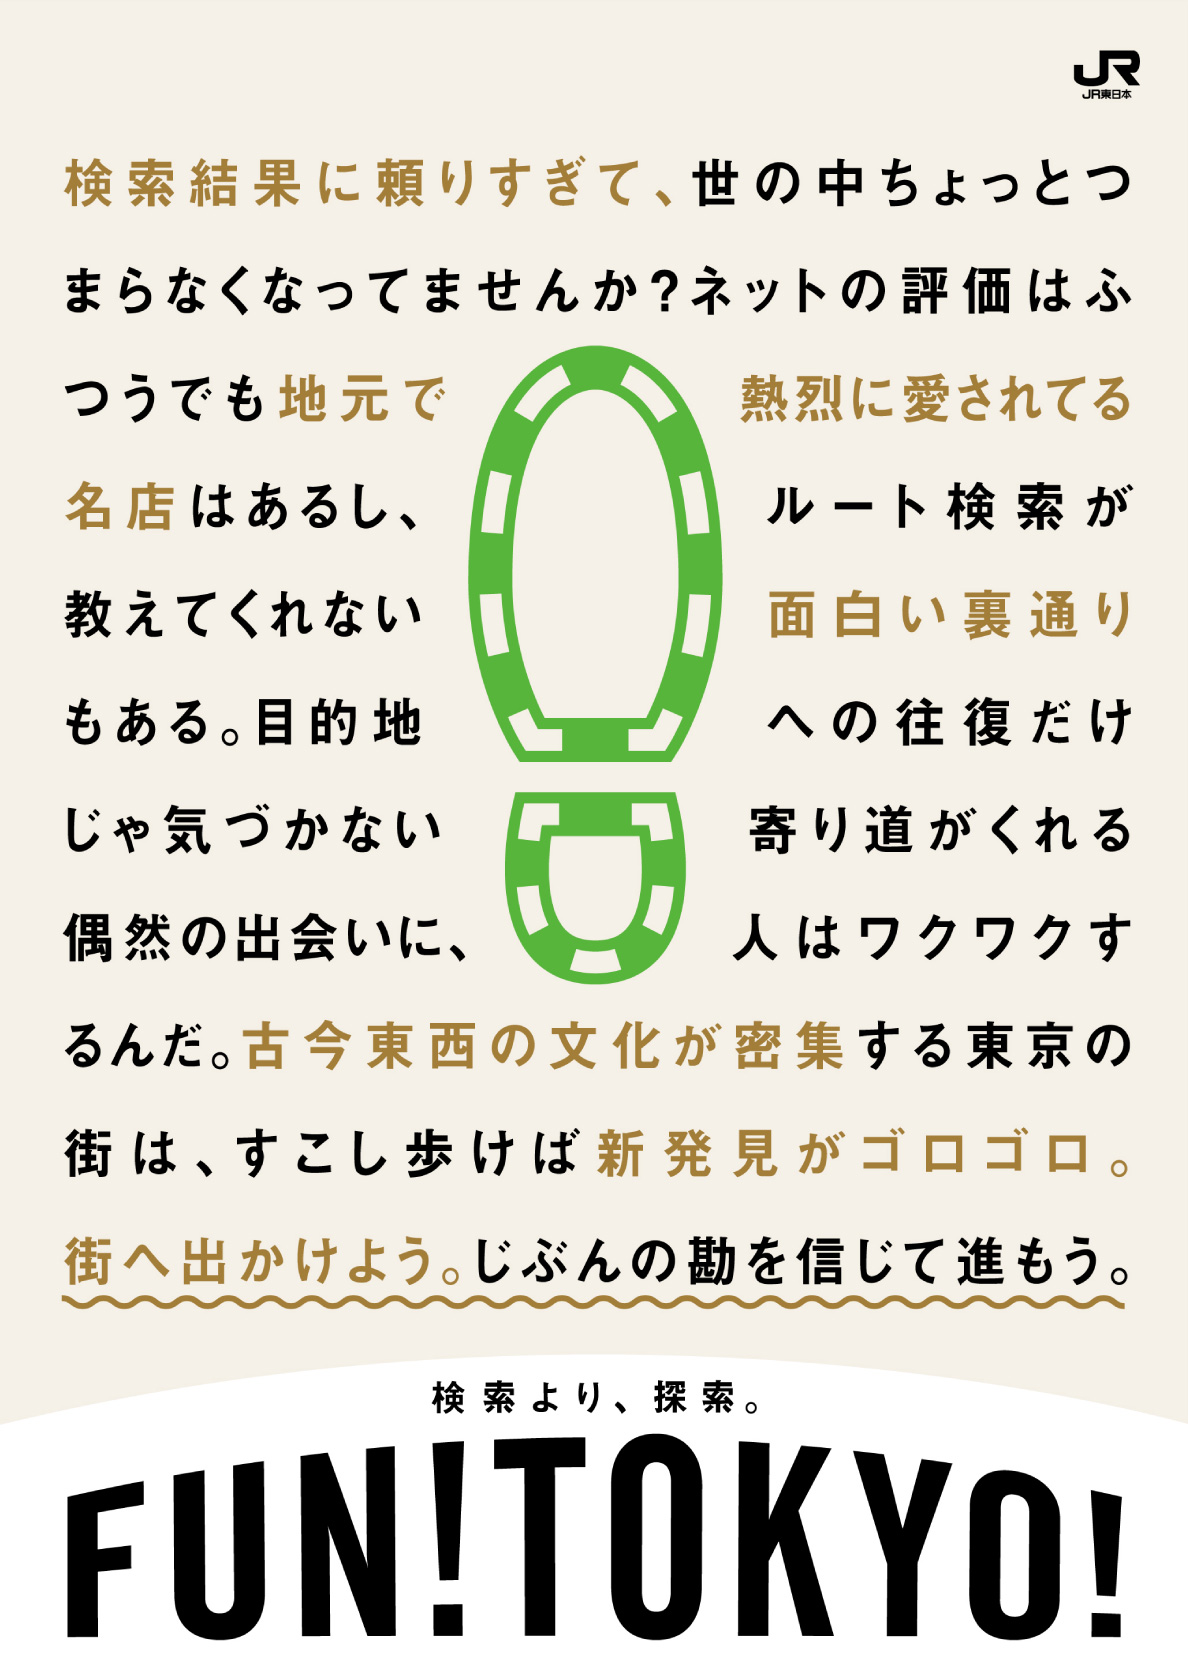 JR
JR東日本
検索結果に頼りすぎて、世の中ちょっとつ
まらなくなってませんか？ネットの評価はふ
つうでも地元で熱烈に愛されてる
名店はあるし、ルート検索が
教えてくれない面白い裏通り
もある。目的地への往復だけ
じゃ気づかない寄り道がくれる
偶然の出会いに、人はワクワクす
るんだ。古今東西の文化が密集する東京の
街は、すこし歩けば新発見がゴロゴロ。
街へ出かけよう。じぶんの勘を信じて進もう。
検索より、探索。
FUN!TOKYO!